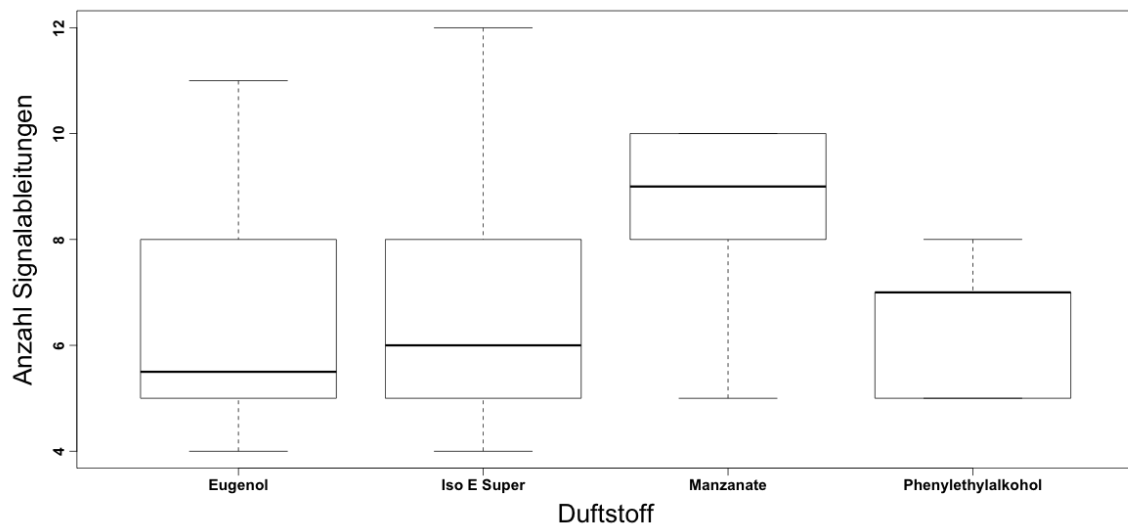 Anzahl Signalableitungen
12
10
8
6
4
Eugenol Iso E Super Manzanate Phenylethylalkohol
Duftstoff